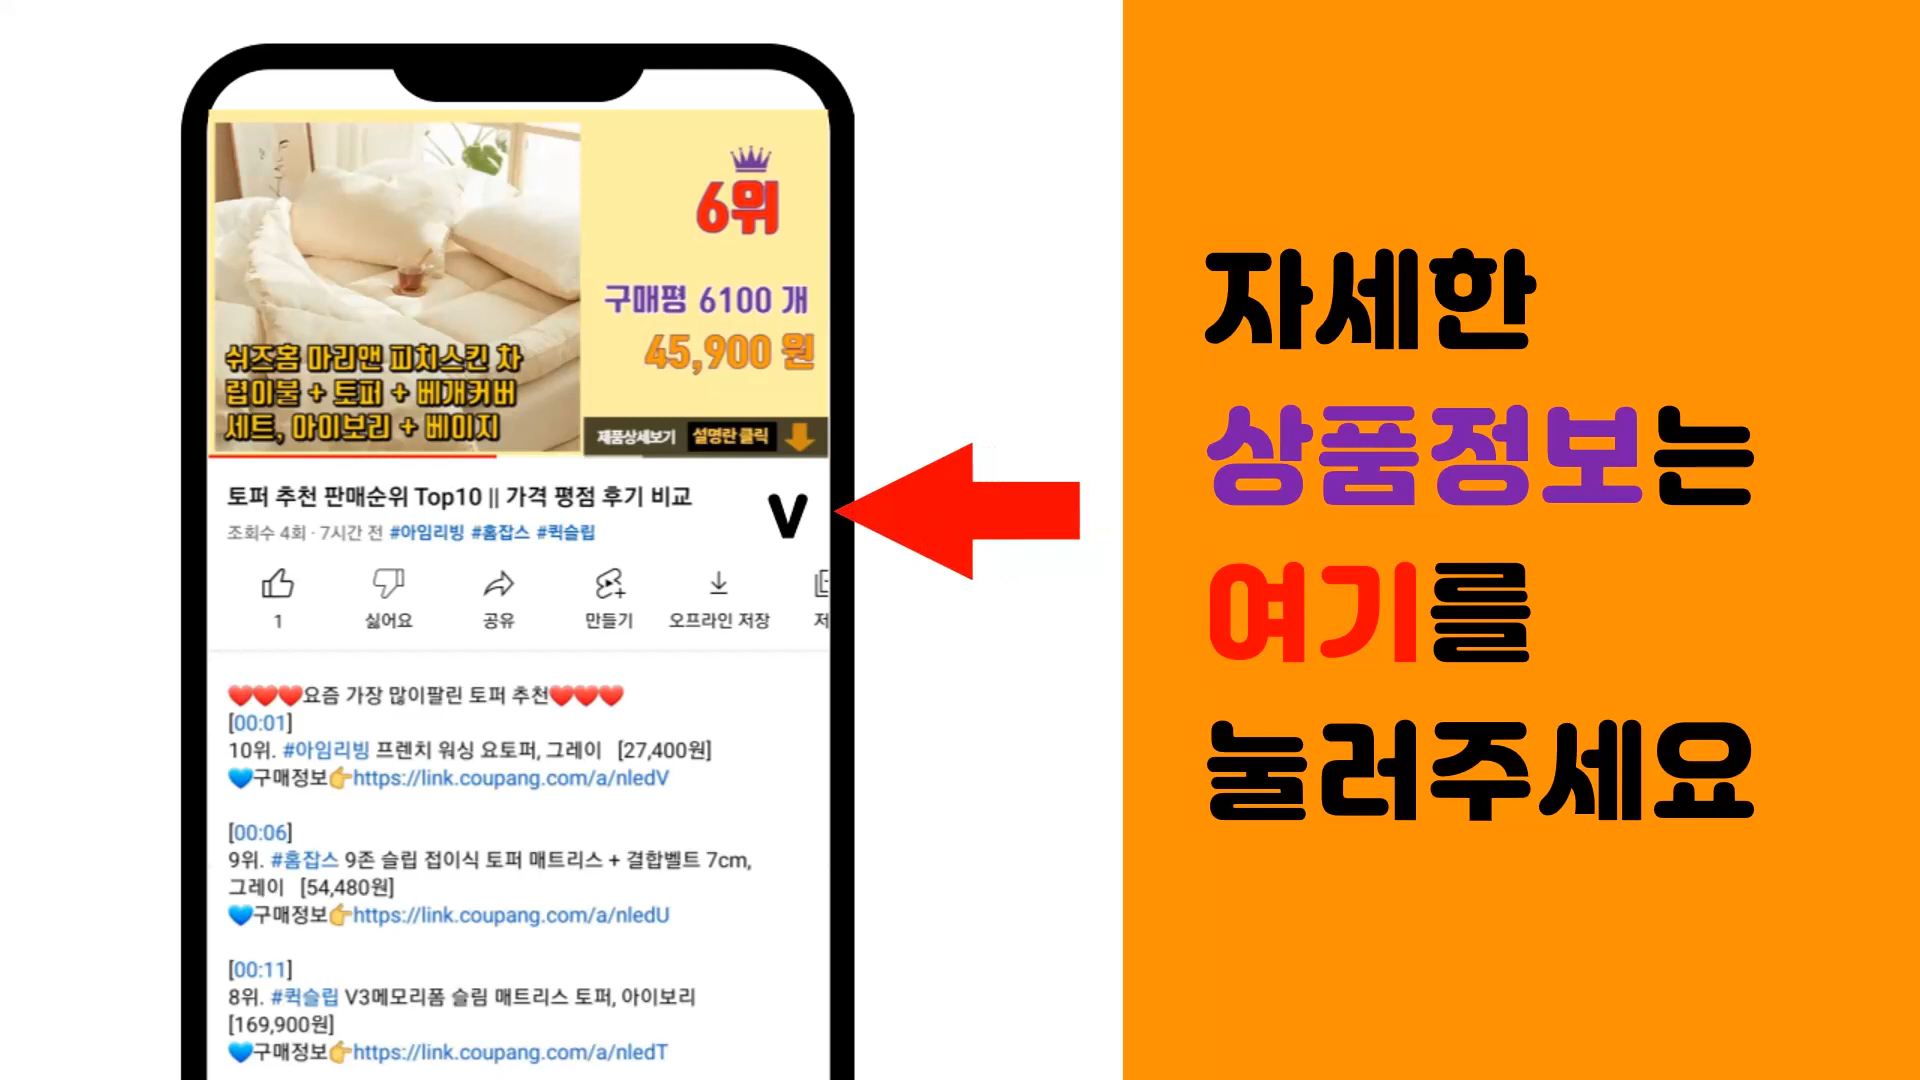 6위
구매평 6100 개
45,900 원
쉬즈홈 마리앤 피치스킨 차
렵이불 + 토퍼 + 베개커버
세트, 아이보리 + 베이지
제품상세보기 설명란 클릭
토퍼 추천 판매순위 Top10 || 가격 평점 후기 비교
V
조회수 4회 · 7시간 전 #아임리빙 #홈잡스 #퀵슬립
1 싫어요 공유 만들기 오프라인 저장 저
❤️❤️❤️요즘 가장 많이팔린 토퍼 추천❤️❤️❤️
[00:01]
10위. #아임리빙 프렌치 워싱 요토퍼, 그레이 [27,400원]
💙구매정보👉https://link.coupang.com/a/nledV
[00:06]
9위. #홈잡스 9존 슬립 접이식 토퍼 매트리스 + 결합벨트 7cm,
그레이 [54,480원]
💙구매정보👉https://link.coupang.com/a/nledU
[00:11]
8위. #퀵슬립 V3메모리폼 슬림 매트리스 토퍼, 아이보리
[169,900원]
💙구매정보👉https://link.coupang.com/a/nledT
자세한
상품정보는
여기를
눌러주세요